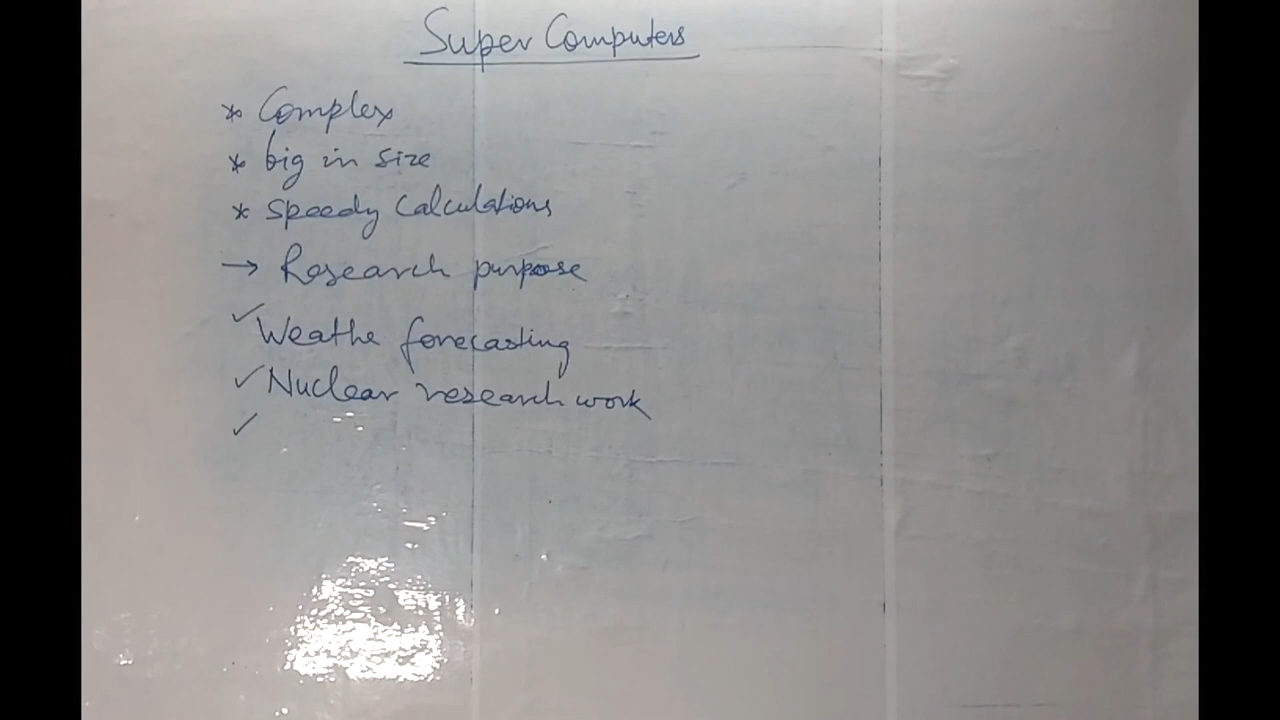 Super Computers
* Complex
* big in size
* Speedy Calculations
→ Research purpose
✓ Weathe forecasting
✓ Nuclear research work
✓